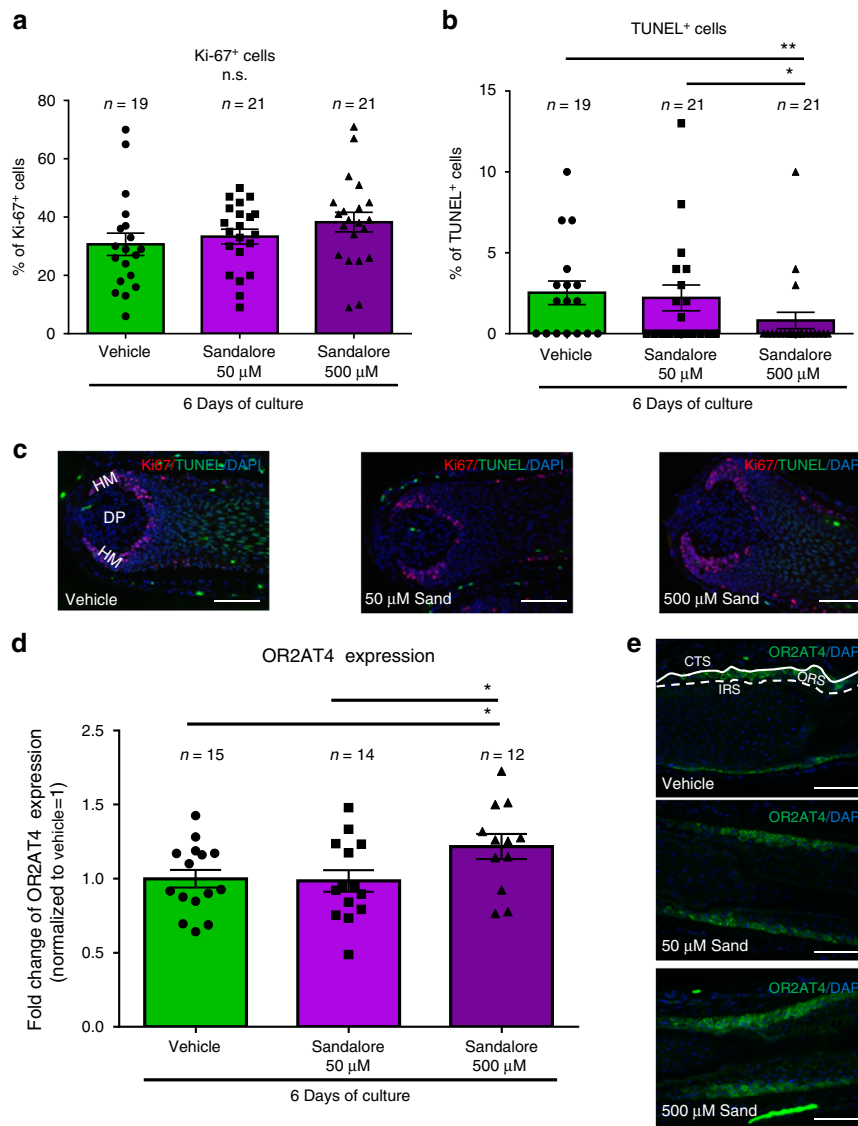 a
Ki-67+ cells
n.s.
80
60
40
20
0
% of Ki-67+ cells
n = 19
n = 21
n = 21
Vehicle
Sandalore
50 μM
Sandalore
500 μM
6 Days of culture
b
TUNEL+ cells
**
*
15
10
5
0
% of TUNEL+ cells
n = 19
n = 21
n = 21
Vehicle
Sandalore
50 μM
Sandalore
500 μM
6 Days of culture
c
Ki67/TUNEL/DAPI
HM
DP
HM
Vehicle
Ki67/TUNEL/DAPI
50 μM Sand
Ki67/TUNEL/DAPI
500 μM Sand
d
OR2AT4 expression
*
*
2.5
1.5
1.0
0.5
0.0
Fold change of OR2AT4 expression
(normalized to vehicle=1)
n = 15
n = 14
n = 12
Vehicle
Sandalore
50 μM
Sandalore
500 μM
6 Days of culture
e
OR2AT4/DAP
CTS
ORS
IRS
Vehicle
OR2AT4/DAP
50 μM Sand
OR2AT4/DAP
500 μM Sand